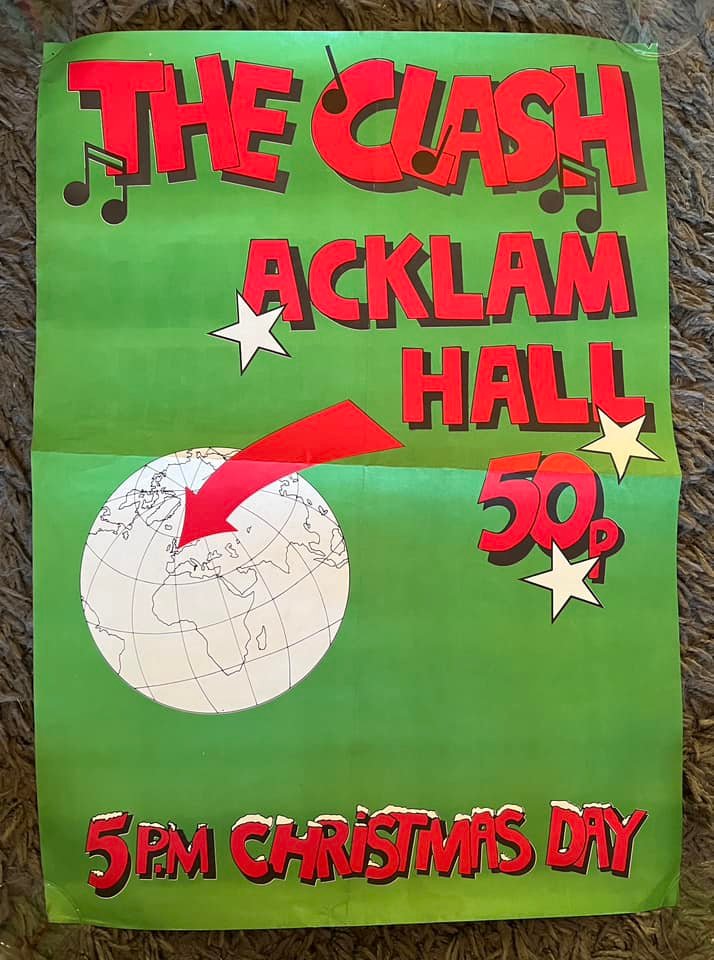 THE CLASH
ACKLAM
HALL
50p
5 P.M CHRiSTMAS DAY